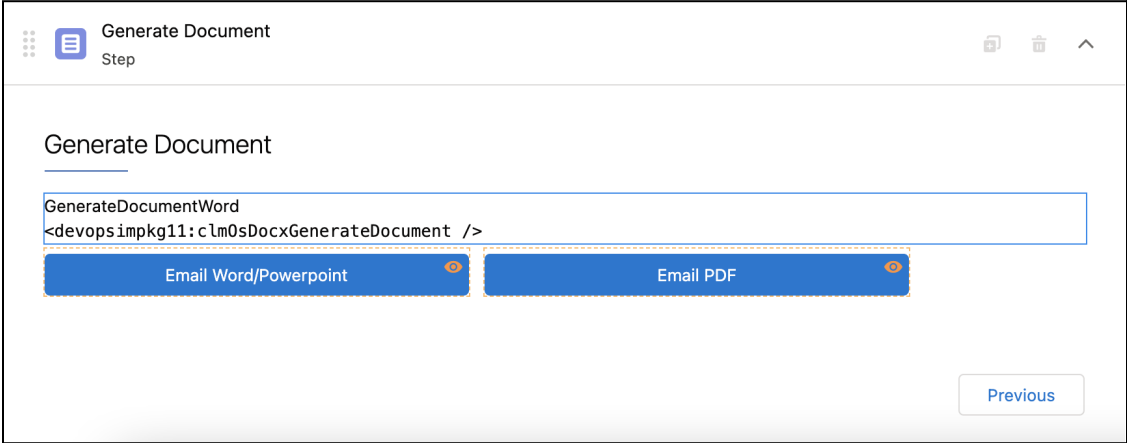 Generate Document
Step
Generate Document
GenerateDocumentWord
<devopsimpkg11:clmOsDocxGenerateDocument />
Email Word/Powerpoint
Email PDF
Previous